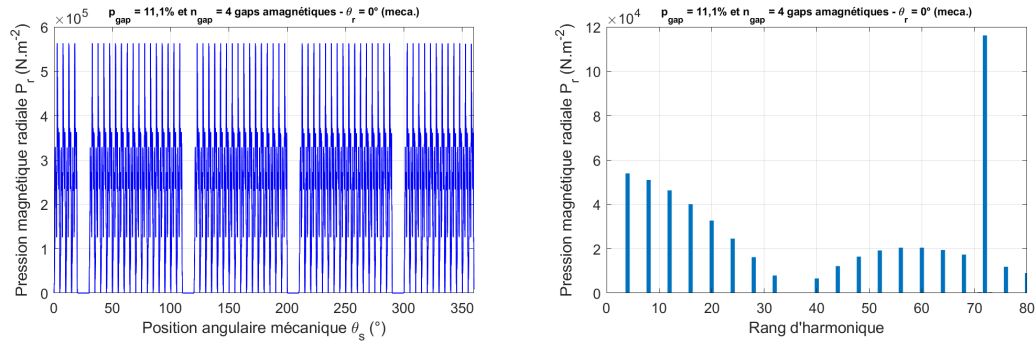 p_gap = 11,1% et n_gap = 4 gaps amagnétiques - θ_r = 0° (meca.)
×10^5
6
5
4
3
2
1
0
0 50 100 150 200 250 300 350
Pression magnétique radiale P_r (N.m^-2)
Position angulaire mécanique θ_s (°)
p_gap = 11,1% et n_gap = 4 gaps amagnétiques - θ_r = 0° (meca.)
×10^4
12
10
8
6
4
2
0
0 10 20 30 40 50 60 70 80
Pression magnétique radiale P_r (N.m^-2)
Rang d'harmonique